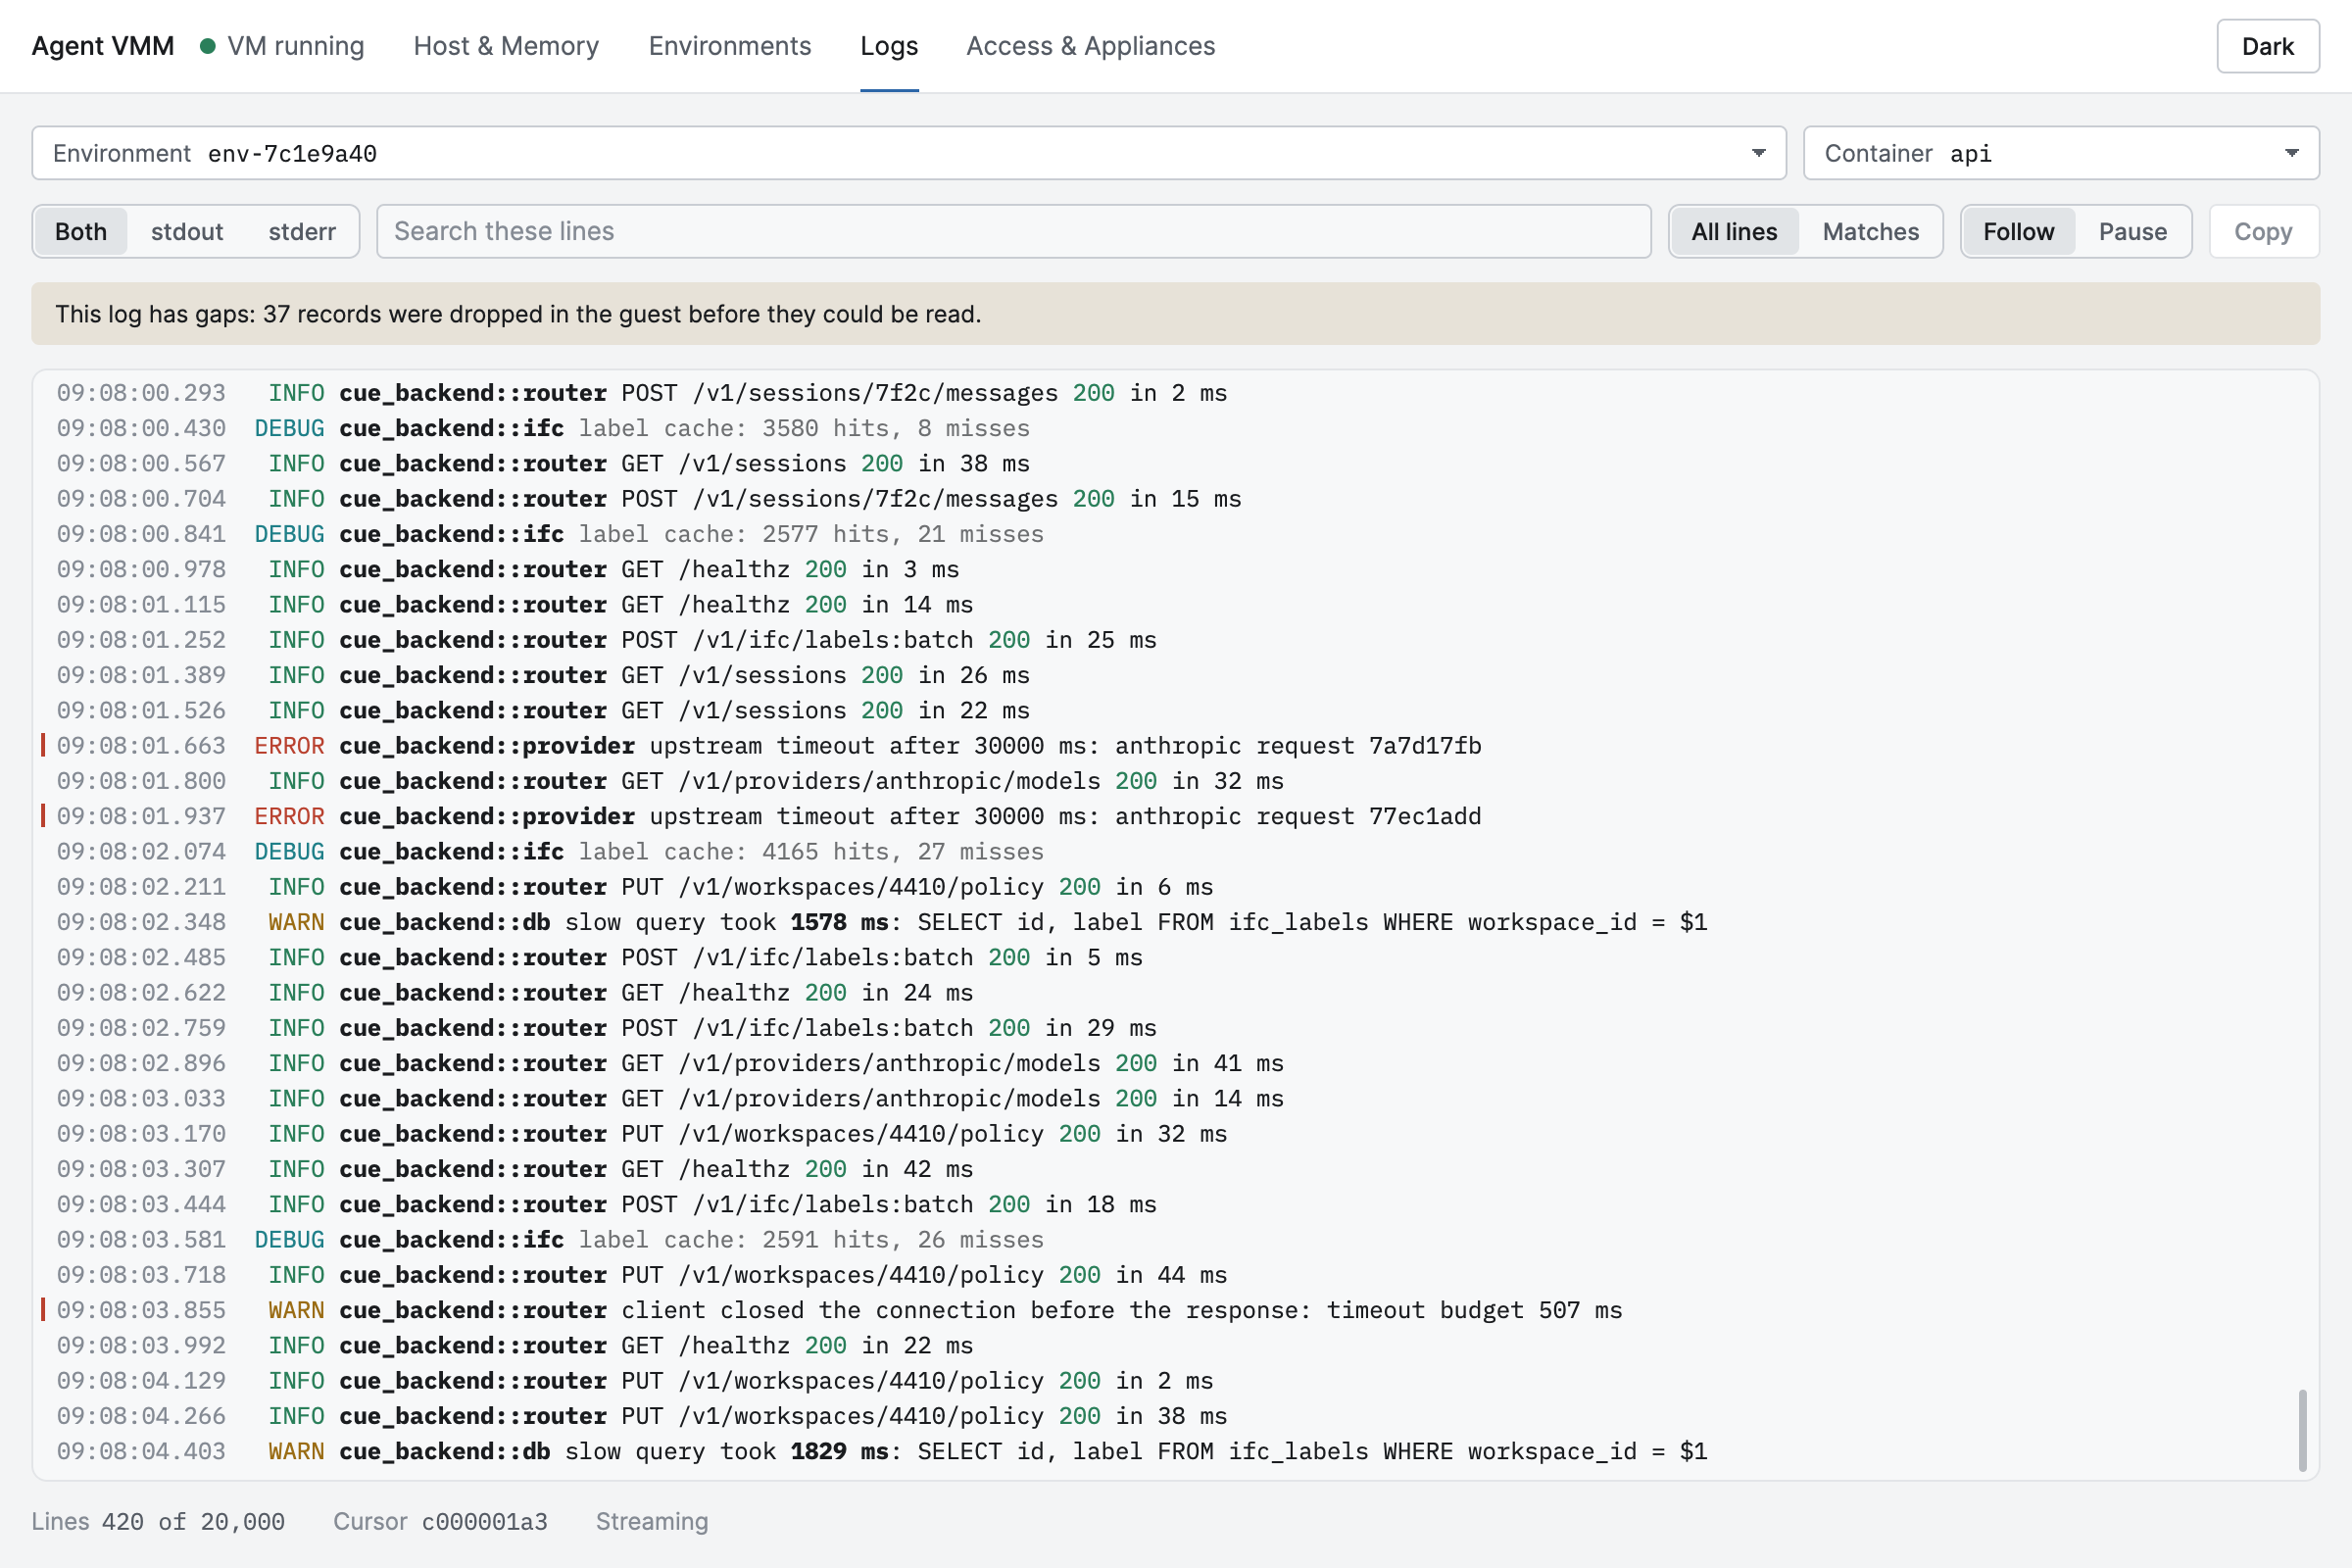 Agent VMM VM running Host & Memory Environments Logs Access & Appliances Dark
Environment env-7c1e9a40 Container api
Both stdout stderr Search these lines All lines Matches Follow Pause Copy
This log has gaps: 37 records were dropped in the guest before they could be read.
09:08:00.293 INFO cue_backend::router POST /v1/sessions/7f2c/messages 200 in 2 ms
09:08:00.430 DEBUG cue_backend::ifc label cache: 3580 hits, 8 misses
09:08:00.567 INFO cue_backend::router GET /v1/sessions 200 in 38 ms
09:08:00.704 INFO cue_backend::router POST /v1/sessions/7f2c/messages 200 in 15 ms
09:08:00.841 DEBUG cue_backend::ifc label cache: 2577 hits, 21 misses
09:08:00.978 INFO cue_backend::router GET /healthz 200 in 3 ms
09:08:01.115 INFO cue_backend::router GET /healthz 200 in 14 ms
09:08:01.252 INFO cue_backend::router POST /v1/ifc/labels:batch 200 in 25 ms
09:08:01.389 INFO cue_backend::router GET /v1/sessions 200 in 26 ms
09:08:01.526 INFO cue_backend::router GET /v1/sessions 200 in 22 ms
09:08:01.663 ERROR cue_backend::provider upstream timeout after 30000 ms: anthropic request 7a7d17fb
09:08:01.800 INFO cue_backend::router GET /v1/providers/anthropic/models 200 in 32 ms
09:08:01.937 ERROR cue_backend::provider upstream timeout after 30000 ms: anthropic request 77ec1add
09:08:02.074 DEBUG cue_backend::ifc label cache: 4165 hits, 27 misses
09:08:02.211 INFO cue_backend::router PUT /v1/workspaces/4410/policy 200 in 6 ms
09:08:02.348 WARN cue_backend::db slow query took 1578 ms: SELECT id, label FROM ifc_labels WHERE workspace_id = $1
09:08:02.485 INFO cue_backend::router POST /v1/ifc/labels:batch 200 in 5 ms
09:08:02.622 INFO cue_backend::router GET /healthz 200 in 24 ms
09:08:02.759 INFO cue_backend::router POST /v1/ifc/labels:batch 200 in 29 ms
09:08:02.896 INFO cue_backend::router GET /v1/providers/anthropic/models 200 in 41 ms
09:08:03.033 INFO cue_backend::router GET /v1/providers/anthropic/models 200 in 14 ms
09:08:03.170 INFO cue_backend::router PUT /v1/workspaces/4410/policy 200 in 32 ms
09:08:03.307 INFO cue_backend::router GET /healthz 200 in 42 ms
09:08:03.444 INFO cue_backend::router POST /v1/ifc/labels:batch 200 in 18 ms
09:08:03.581 DEBUG cue_backend::ifc label cache: 2591 hits, 26 misses
09:08:03.718 INFO cue_backend::router PUT /v1/workspaces/4410/policy 200 in 44 ms
09:08:03.855 WARN cue_backend::router client closed the connection before the response: timeout budget 507 ms
09:08:03.992 INFO cue_backend::router GET /healthz 200 in 22 ms
09:08:04.129 INFO cue_backend::router PUT /v1/workspaces/4410/policy 200 in 2 ms
09:08:04.266 INFO cue_backend::router PUT /v1/workspaces/4410/policy 200 in 38 ms
09:08:04.403 WARN cue_backend::db slow query took 1829 ms: SELECT id, label FROM ifc_labels WHERE workspace_id = $1
Lines 420 of 20,000 Cursor c000001a3 Streaming